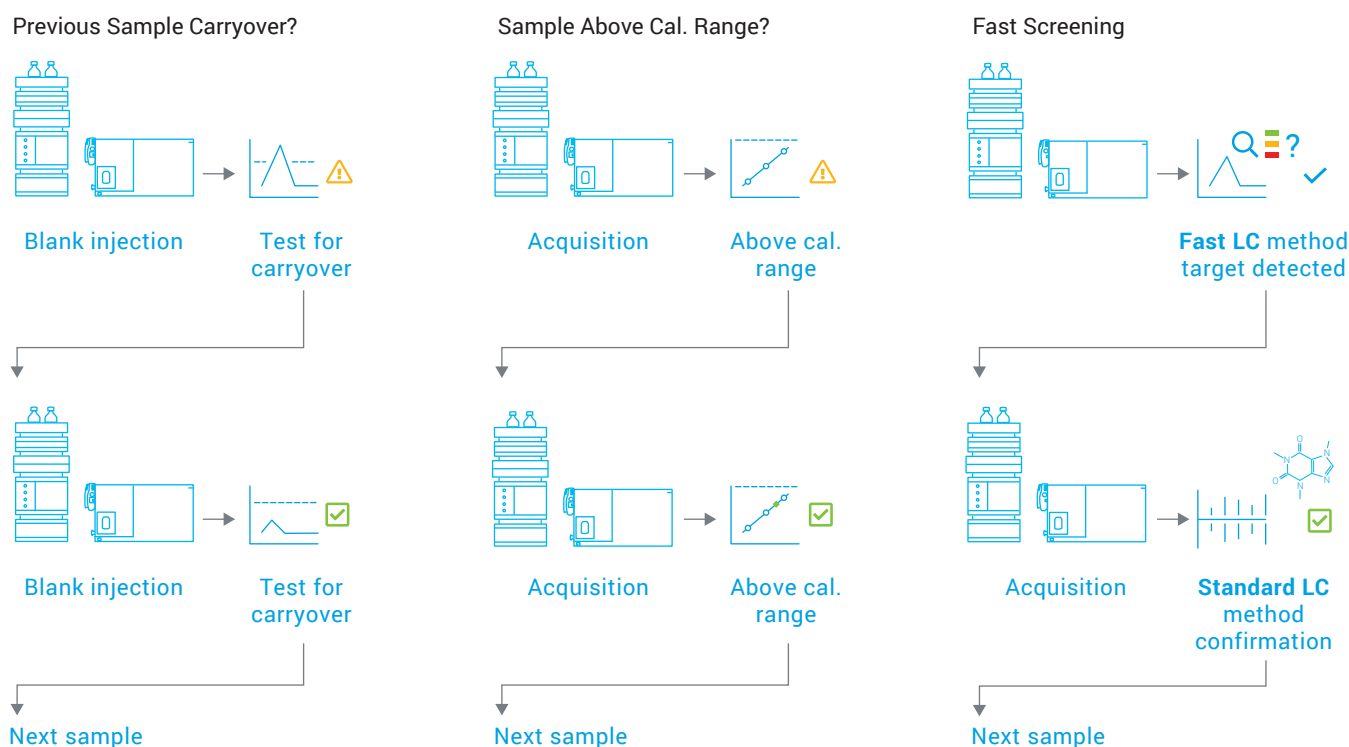 Previous Sample Carryover?
Blank injection
Test for
carryover
Blank injection
Test for
carryover
Next sample
Sample Above Cal. Range?
Acquisition
Above cal.
range
Acquisition
Above cal.
range
Next sample
Fast Screening
?
Fast LC method
target detected
O
N
N
O
N
N
Acquisition
Standard LC
method
confirmation
Next sample